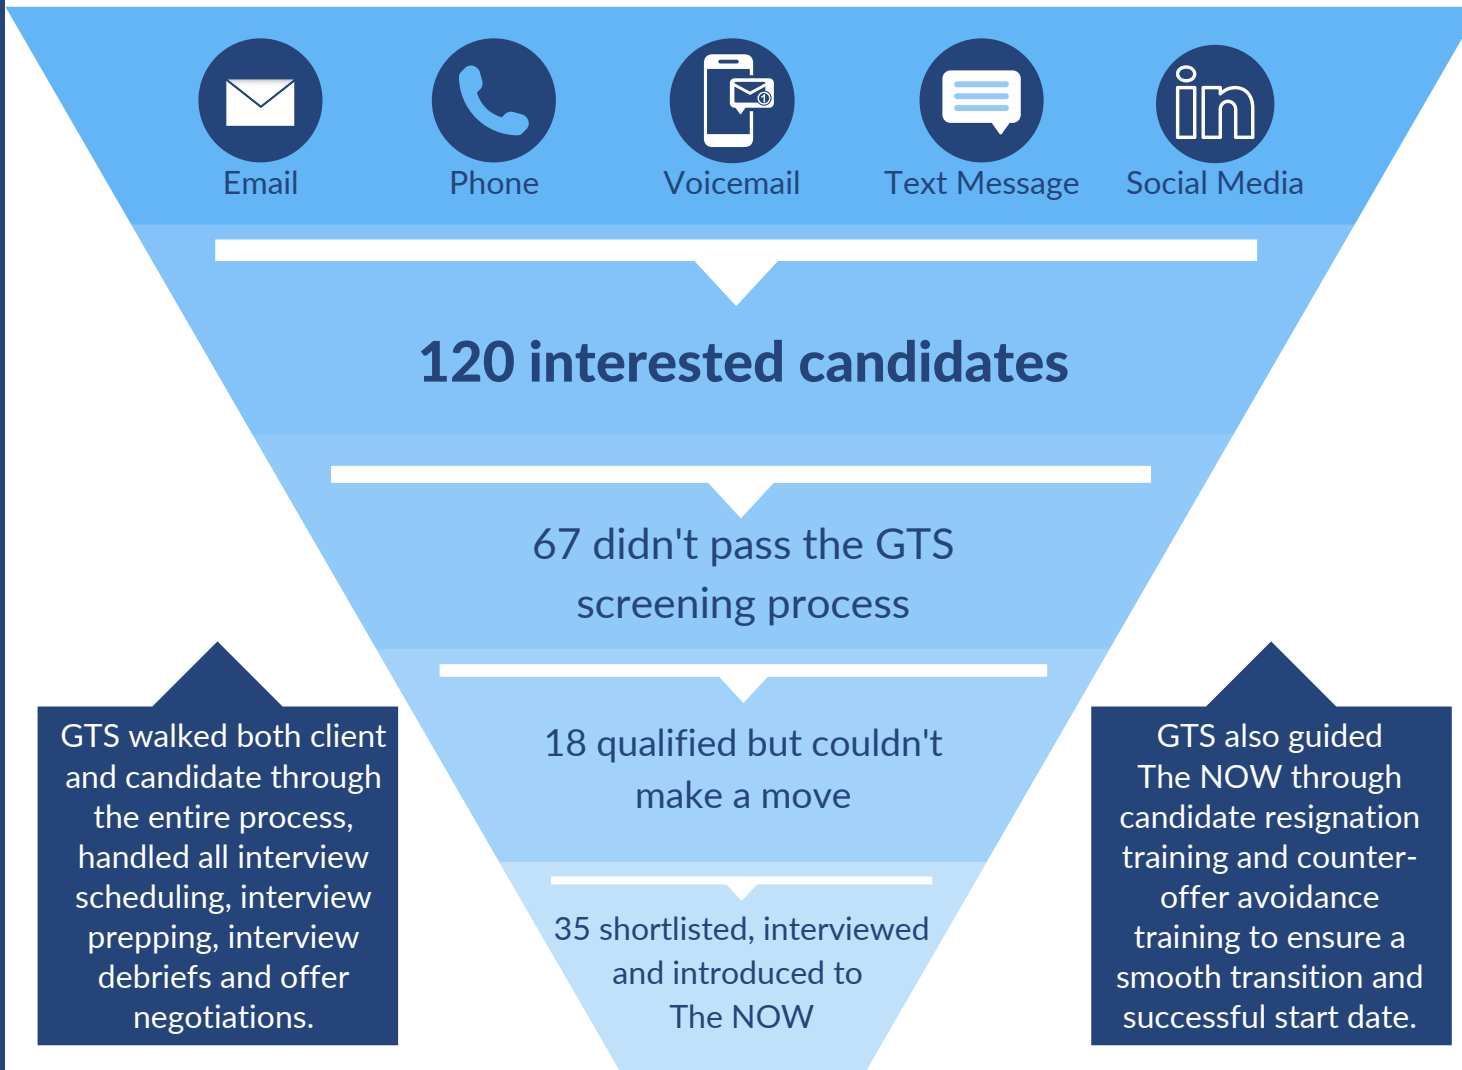 Email
Phone
Voicemail
Text Message
Social Media
1
in
120 interested candidates
67 didn't pass the GTS
screening process
18 qualified but couldn't
make a move
35 shortlisted, interviewed
and introduced to
The NOW
GTS walked both client
and candidate through
the entire process,
handled all interview
scheduling, interview
prepping, interview
debriefs and offer
negotiations.
GTS also guided
The NOW through
candidate resignation
training and counter-
offer avoidance
training to ensure a
smooth transition and
successful start date.